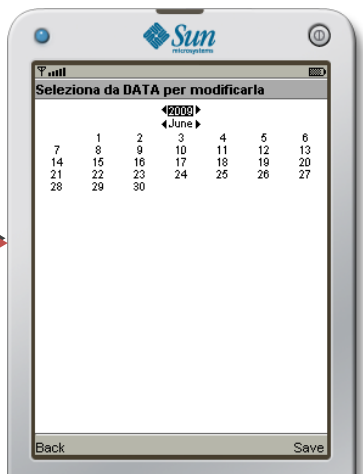 Sun
microsystems
Seleziona da DATA per modificarla
2009
June
1 2 3 4 5 6
7 8 9 10 11 12 13
14 15 16 17 18 19 20
21 22 23 24 25 26 27
28 29 30
Back Save